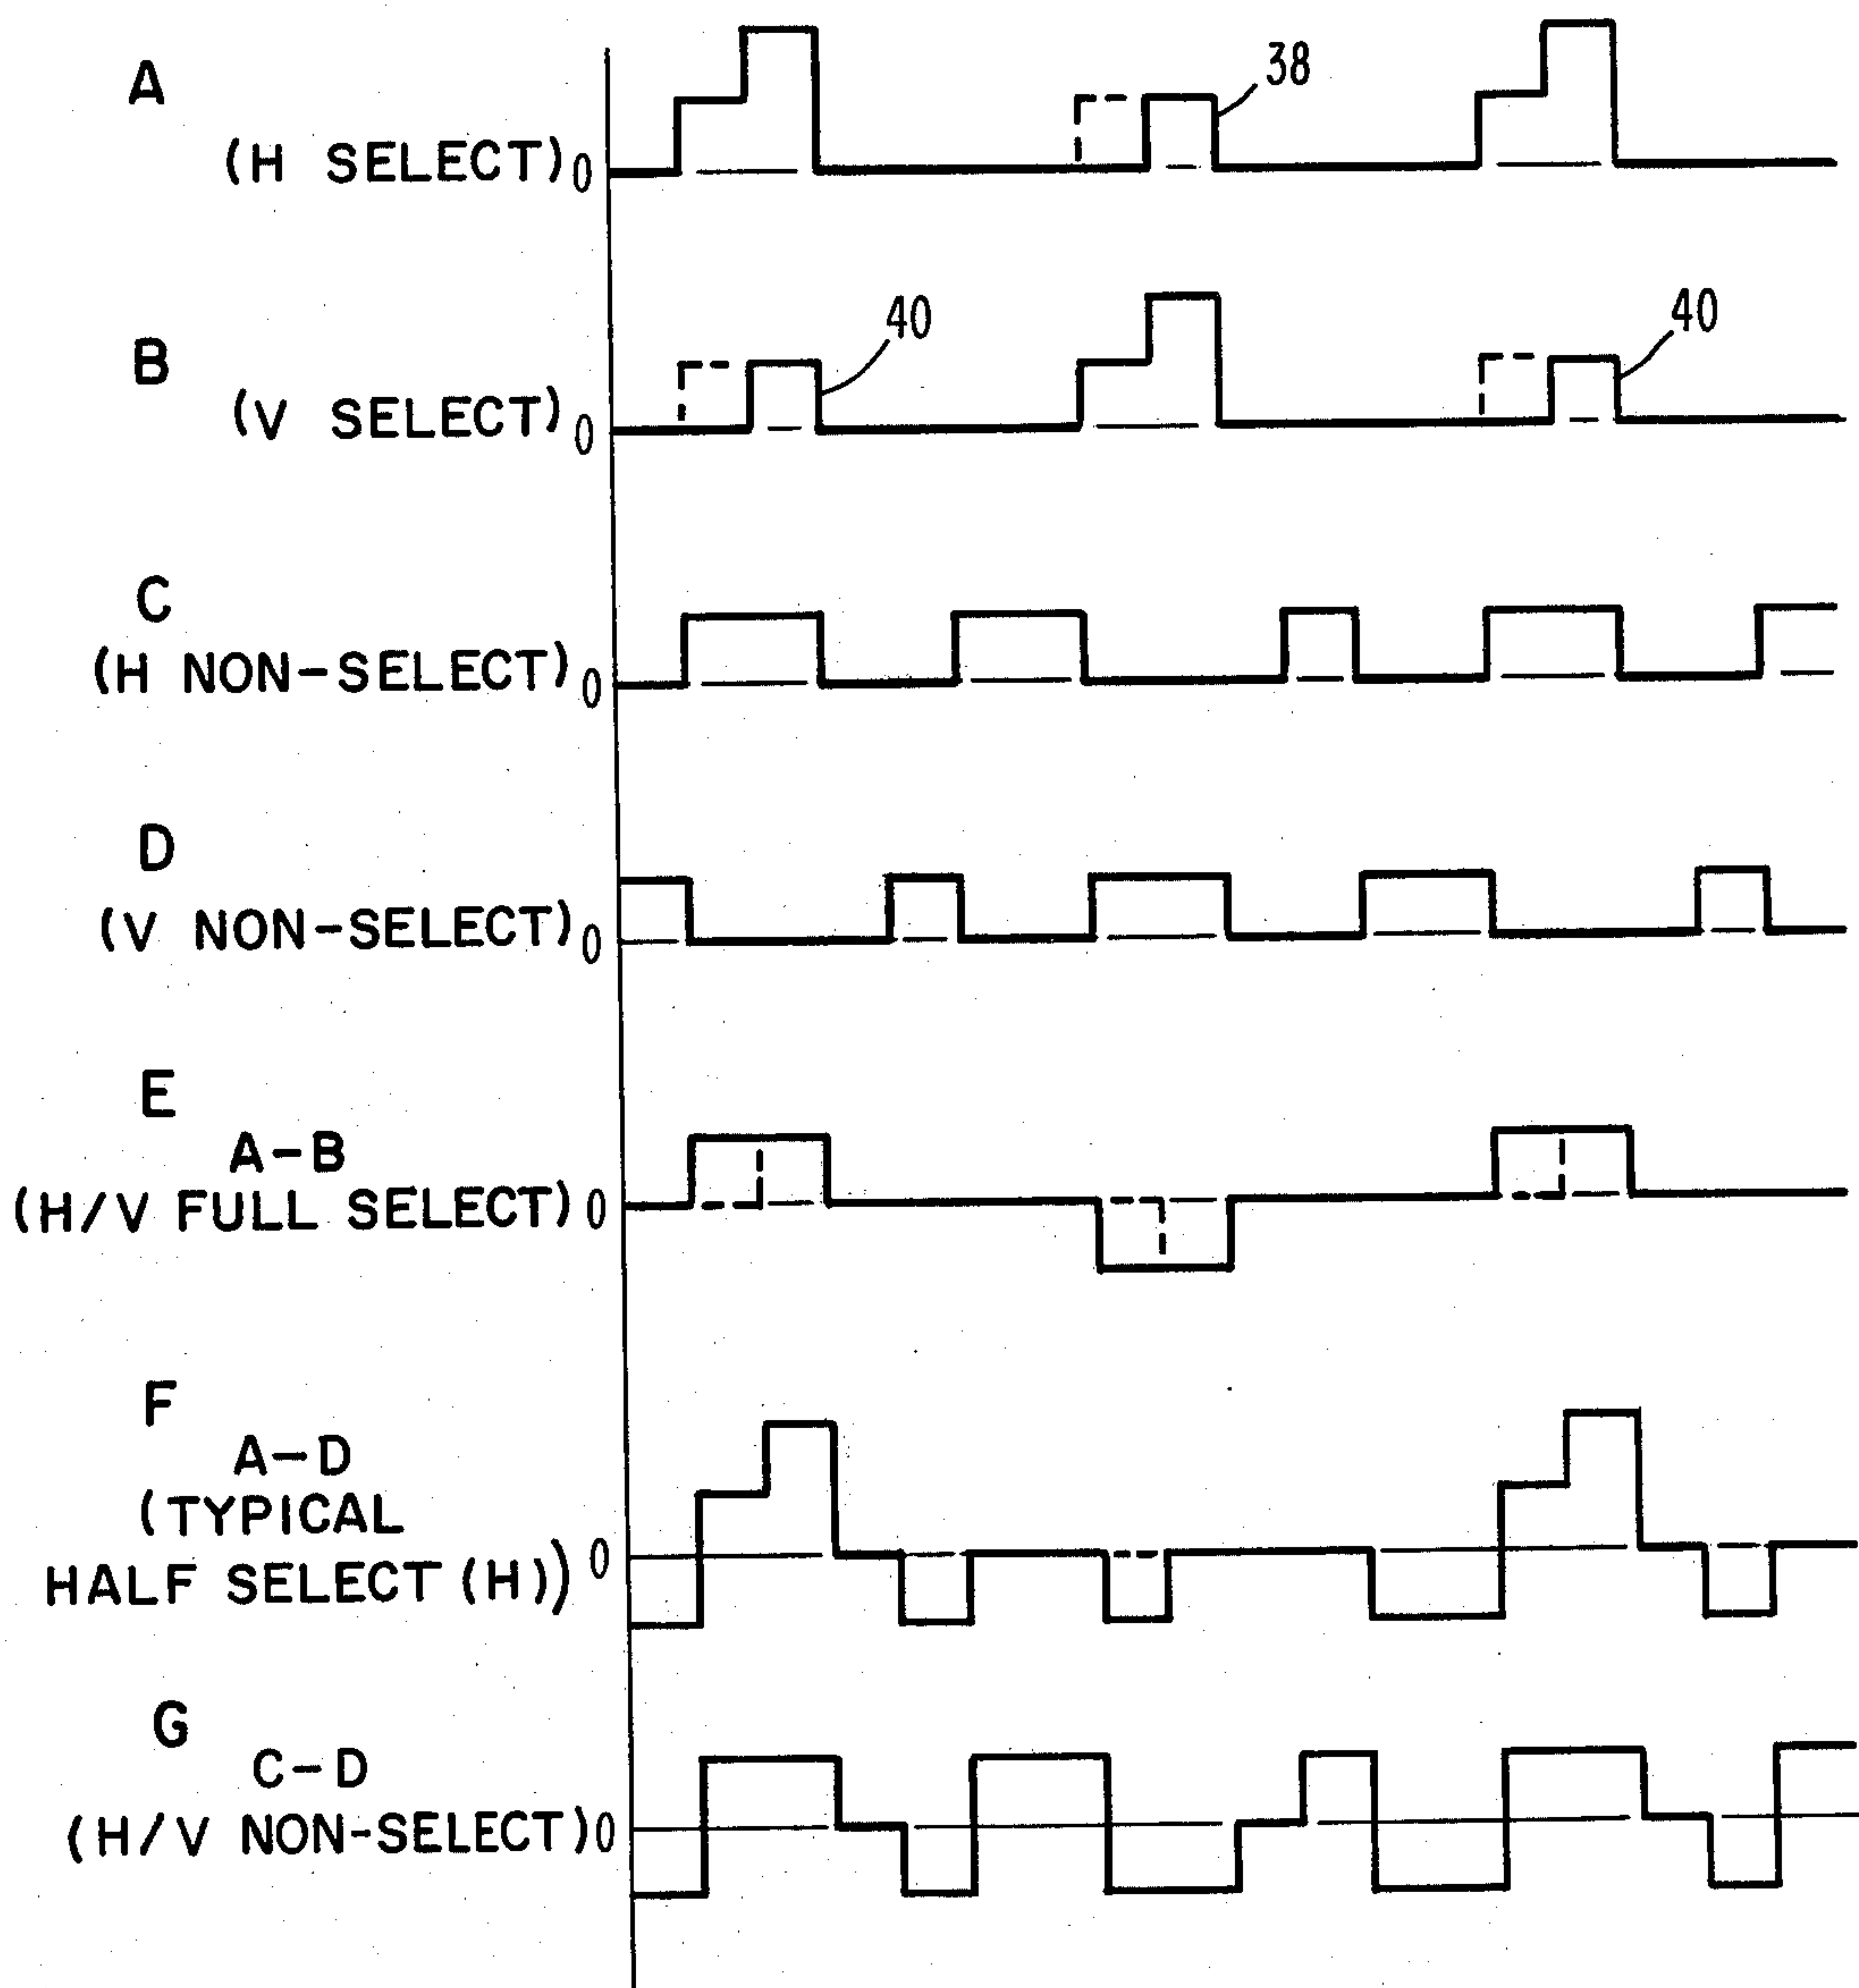 A
38
(H SELECT) 0
B
40
40
(V SELECT) 0
C
(H NON-SELECT) 0
D
(V NON-SELECT) 0
E
A-B
(H/V FULL SELECT) 0
F
A-D
(TYPICAL
HALF SELECT (H)) 0
G
C-D
(H/V NON-SELECT) 0